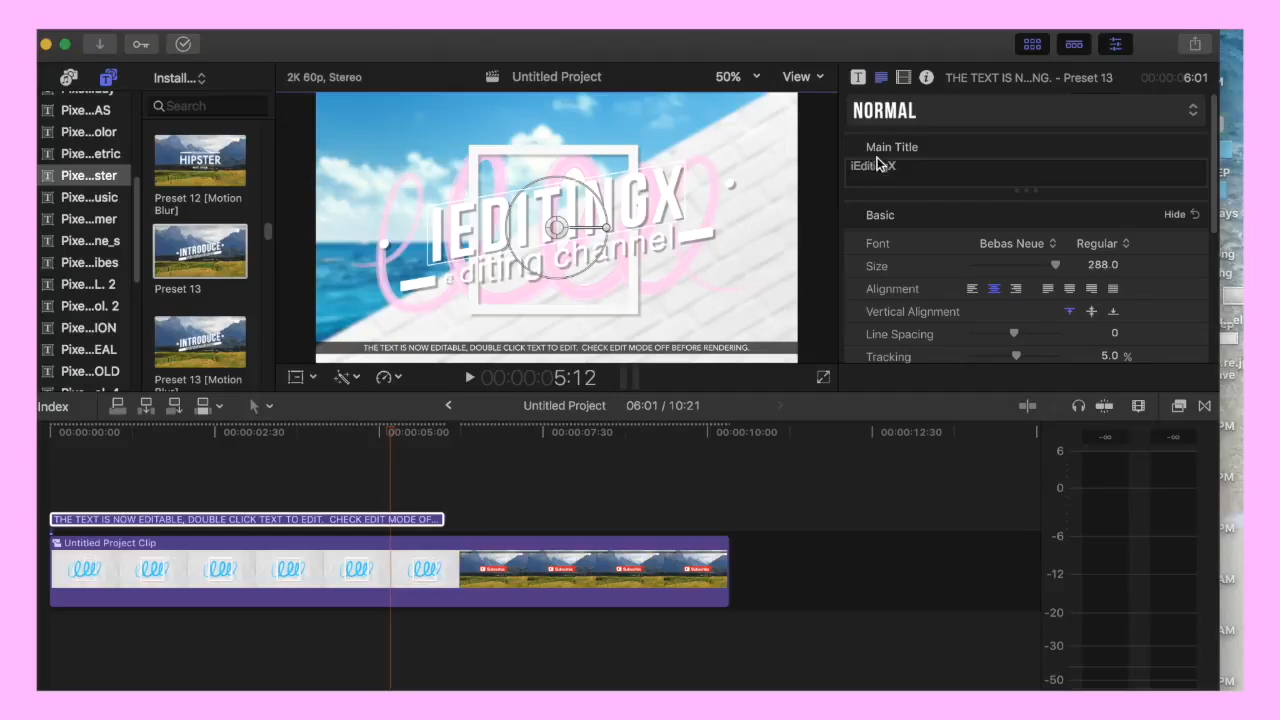 Install...
2K 60p, Stereo
Untitled Project
50%
View
THE TEXT IS N...NG. - Preset 13
6:01
Search
Pixe...AS
Pixe...olor
Pixe...etric
Pixe...ster
Pixe...usic
Pixe...mer
Pixe...ne_s
Pixe...ibes
Pixe...L. 2
Pixe...ol. 2
Pixe...ION
Pixe...EAL
Pixe...OLD
HIPSTER
Preset 12 [Motion
Blur]
INTRODUCE
Preset 13
INTRODUCE
Preset 13 [Motion
IEDITINGX
editing channel
THE TEXT IS NOW EDITABLE, DOUBLE CLICK TEXT TO EDIT. CHECK EDIT MODE OFF BEFORE RENDERING.
NORMAL
Main Title
iEditingX
Basic
Hide
Font
Bebas Neue
Regular
Size
288.0
Alignment
Vertical Alignment
Line Spacing
0
Tracking
5.0 %
00:00:05:12
Index
Untitled Project
06:01 / 10:21
00:00:00:00
00:00:02:30
00:00:05:00
00:00:07:30
00:00:10:00
00:00:12:30
THE TEXT IS NOW EDITABLE, DOUBLE CLICK TEXT TO EDIT. CHECK EDIT MODE OF...
Untitled Project Clip
Subscribe
Subscribe
Subscribe
Subscribe
-∞
-∞
6
0
-6
-12
-20
-30
-50